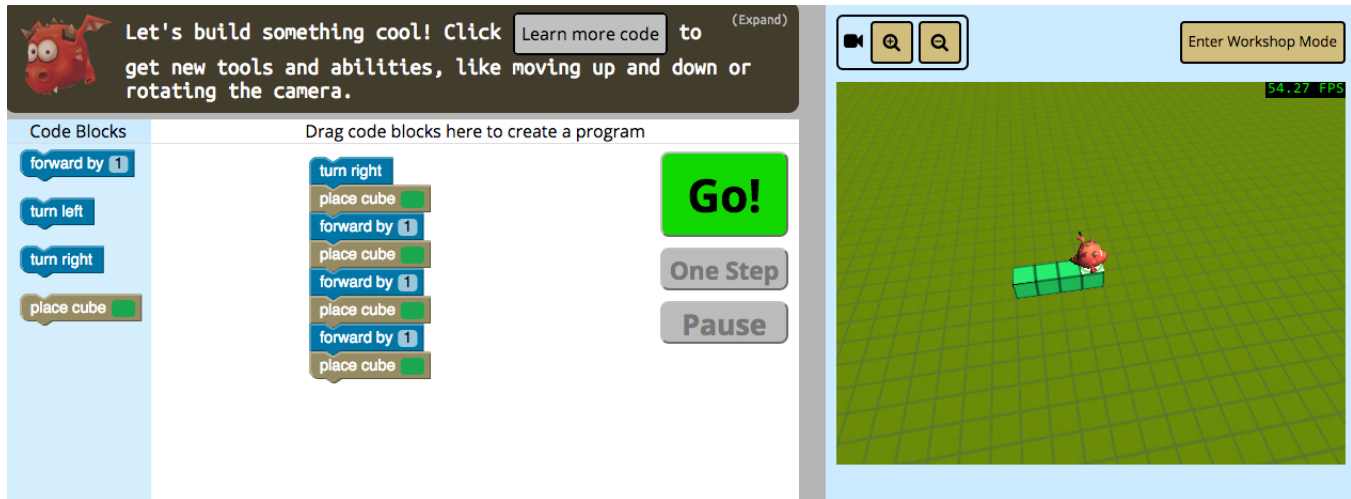 Let's build something cool! Click Learn more code to
(Expand)
get new tools and abilities, like moving up and down or
rotating the camera.
Code Blocks
forward by 1
turn left
turn right
place cube
Drag code blocks here to create a program
turn right
place cube
forward by 1
place cube
forward by 1
place cube
forward by 1
place cube
Go!
One Step
Pause
Enter Workshop Mode
54.27 FPS